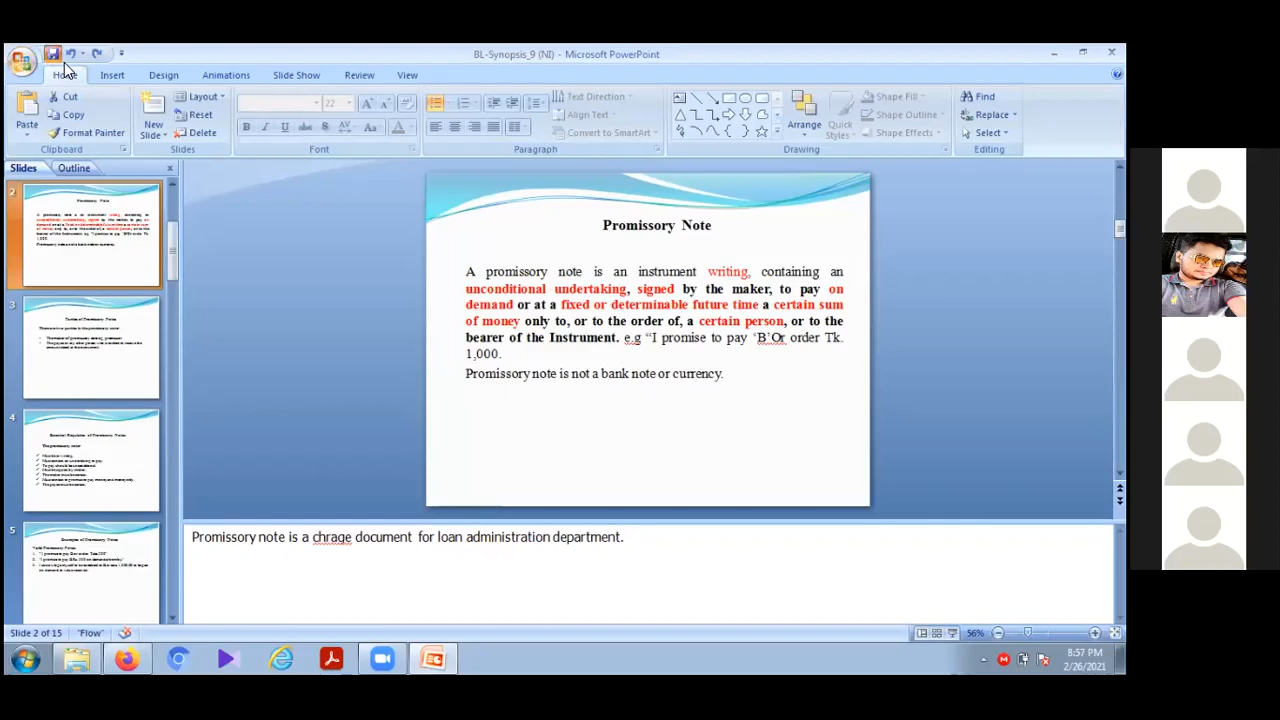 BL-Synopsis_9 (NI) - Microsoft PowerPoint
Home Insert Design Animations Slide Show Review View
Paste
Cut
Copy
Format Painter
Clipboard
New Slide
Layout
Reset
Delete
Slides
22
Font
Text Direction
Align Text
Convert to SmartArt
Paragraph
Arrange
Quick Styles
Shape Fill
Shape Outline
Shape Effects
Drawing
Find
Replace
Select
Editing
Slides Outline
2
Promissory Note
3
4
5
Promissory Note
A promissory note is an instrument writing, containing an
unconditional undertaking, signed by the maker, to pay on
demand or at a fixed or determinable future time a certain sum
of money only to, or to the order of, a certain person, or to the
bearer of the Instrument, e.g “I promise to pay ‘B’Or order Tk.
1,000.
Promissory note is not a bank note or currency.
Promissory note is a chrage document for loan administration department.
Slide 2 of 15 "Flow" 56%
8:57 PM
2/26/2021